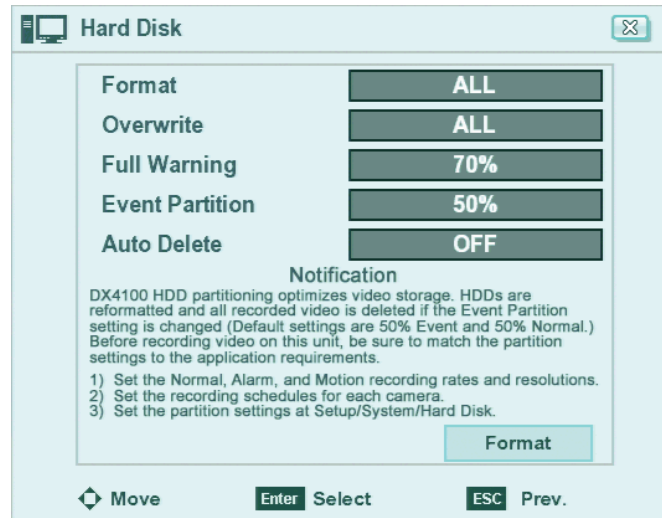 Hard Disk
Format ALL
Overwrite ALL
Full Warning 70%
Event Partition 50%
Auto Delete OFF
Notification
DX4100 HDD partitioning optimizes video storage. HDDs are
reformatted and all recorded video is deleted if the Event Partition
setting is changed (Default settings are 50% Event and 50% Normal.)
Before recording video on this unit, be sure to match the partition
settings to the application requirements.
1) Set the Normal, Alarm, and Motion recording rates and resolutions.
2) Set the recording schedules for each camera.
3) Set the partition settings at Setup/System/Hard Disk.
Format
Move Enter Select ESC Prev.